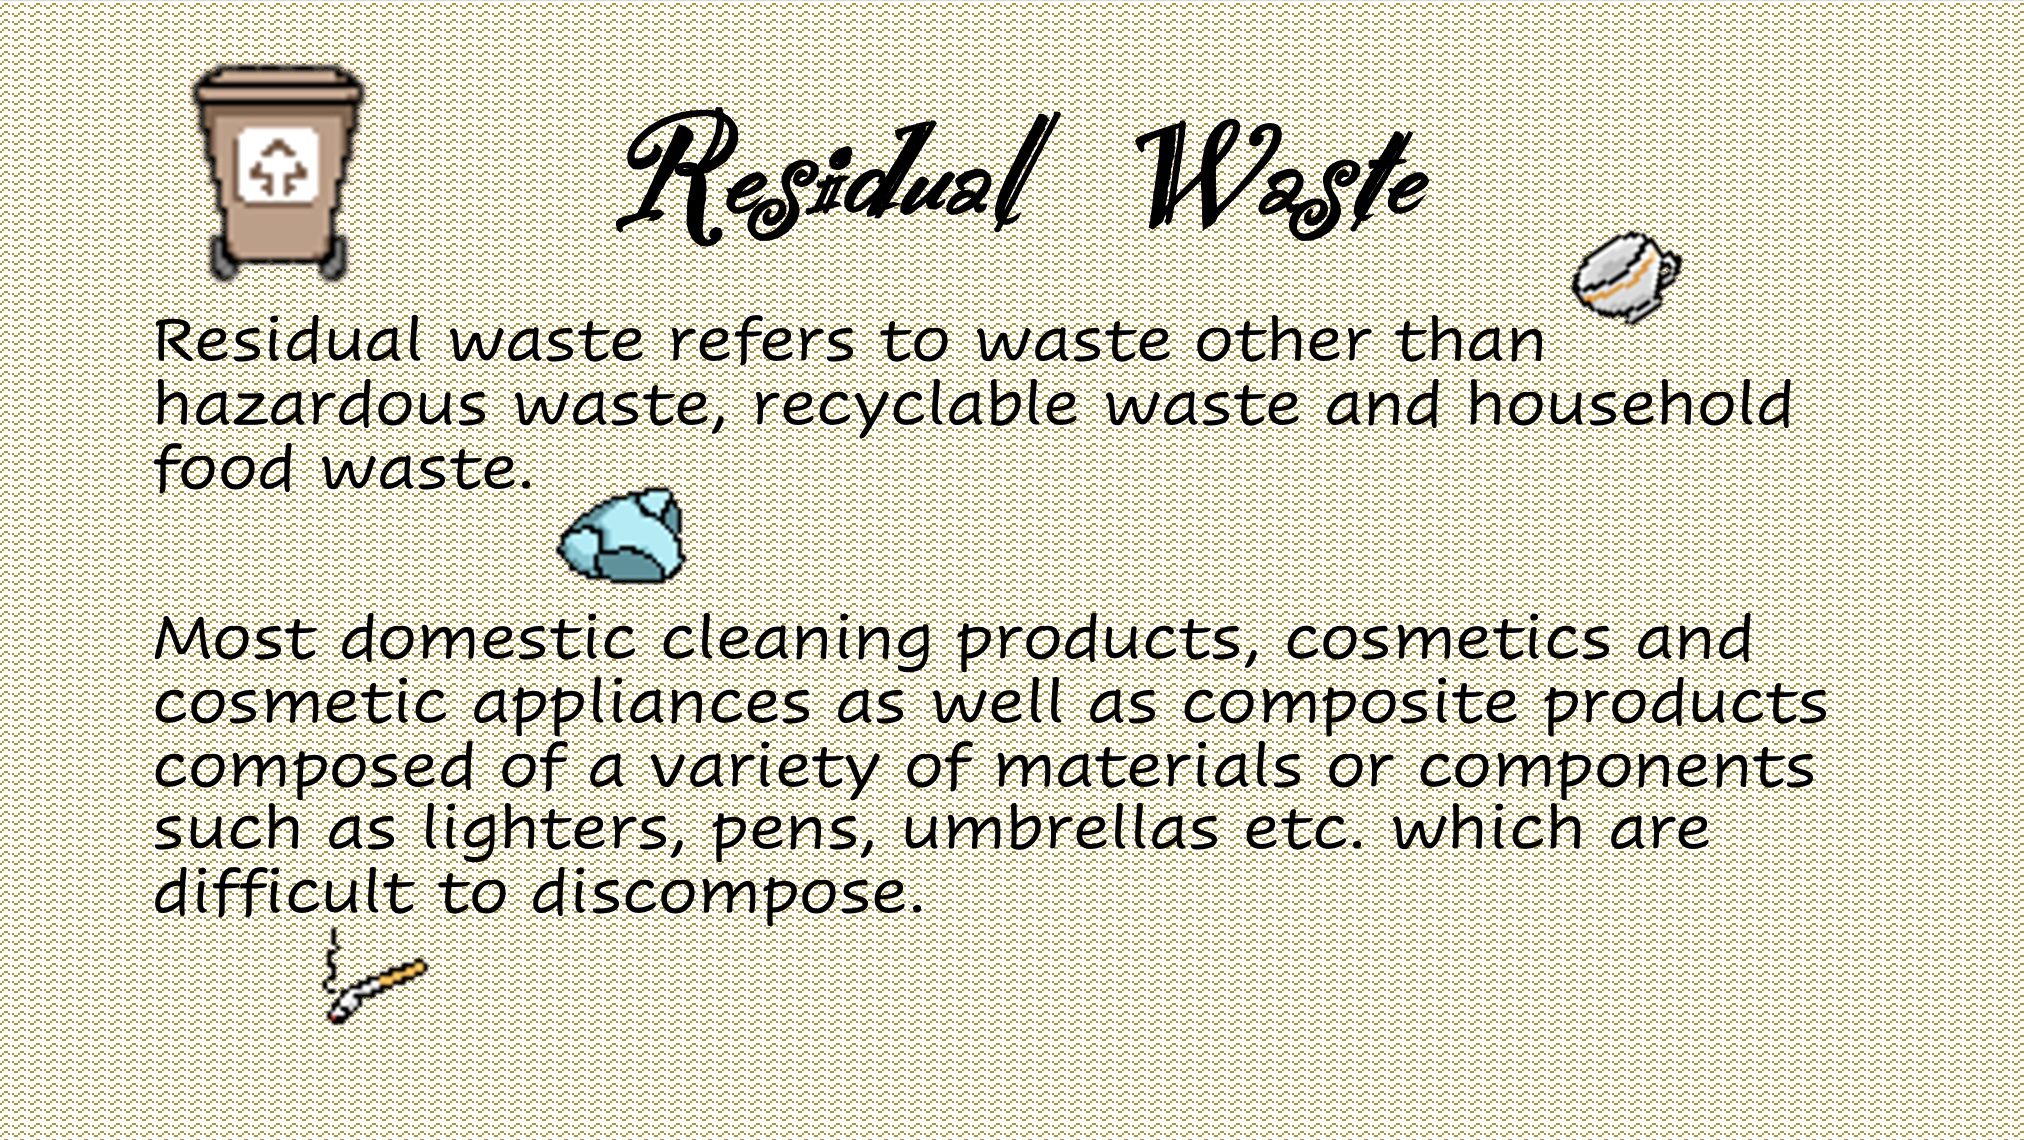 Residual Waste
Residual waste refers to waste other than
hazardous waste, recyclable waste and household
food waste.
Most domestic cleaning products, cosmetics and
cosmetic appliances as well as composite products
composed of a variety of materials or components
such as lighters, pens, umbrellas etc. which are
difficult to discompose.